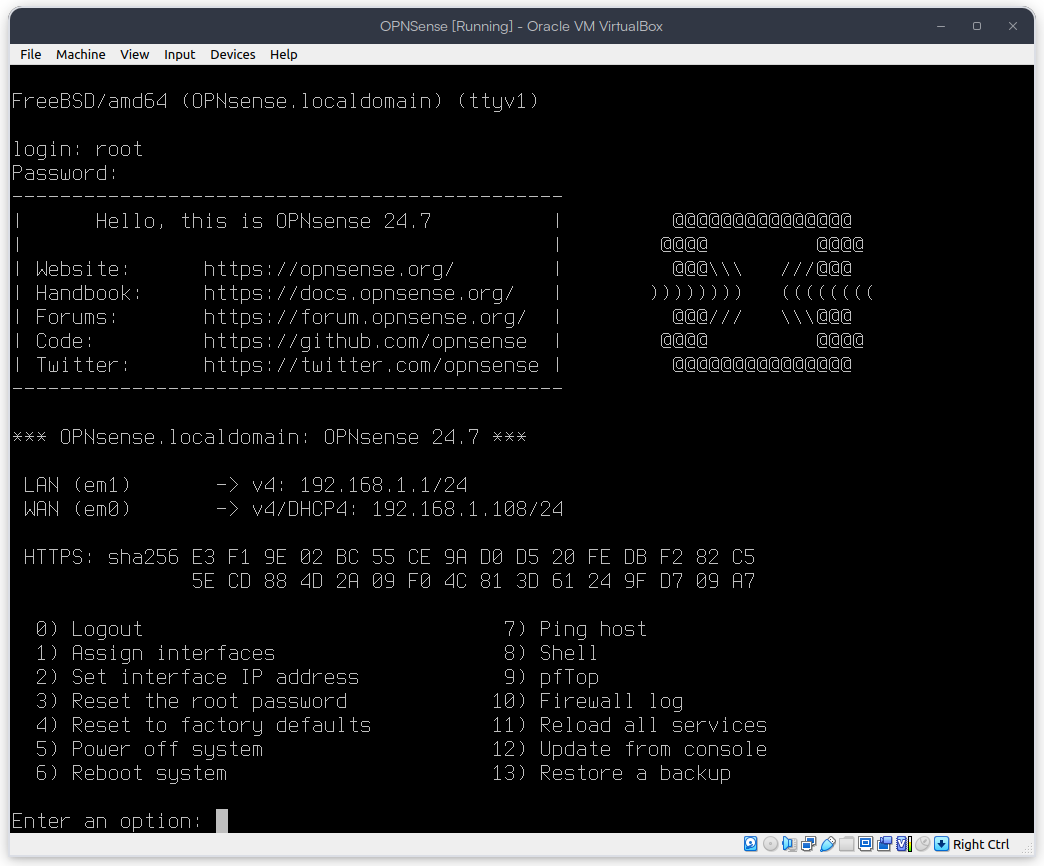 OPNSense [Running] - Oracle VM VirtualBox
File Machine View Input Devices Help
FreeBSD/amd64 (OPNsense.localdomain) (ttyv1)
login: root
Password:
----------------------------------------------
|      Hello, this is OPNsense 24.7          |         @@@@@@@@@@@@@@@
|                                            |        @@@@         @@@@
| Website:      https://opnsense.org/        |         @@@\\\   ///@@@
| Handbook:     https://docs.opnsense.org/   |       ))))))))   ((((((((
| Forums:       https://forum.opnsense.org/  |         @@@///   \\\@@@
| Code:         https://github.com/opnsense  |        @@@@         @@@@
| Twitter:      https://twitter.com/opnsense |         @@@@@@@@@@@@@@@
----------------------------------------------
*** OPNsense.localdomain: OPNsense 24.7 ***
LAN (em1)       -> v4: 192.168.1.1/24
WAN (em0)       -> v4/DHCP4: 192.168.1.108/24
HTTPS: sha256 E3 F1 9E 02 BC 55 CE 9A D0 D5 20 FE DB F2 82 C5
5E CD 88 4D 2A 09 F0 4C 81 3D 61 24 9F D7 09 A7
0) Logout                              7) Ping host
1) Assign interfaces                   8) Shell
2) Set interface IP address            9) pfTop
3) Reset the root password            10) Firewall log
4) Reset to factory defaults          11) Reload all services
5) Power off system                   12) Update from console
6) Reboot system                      13) Restore a backup
Enter an option:
Right Ctrl